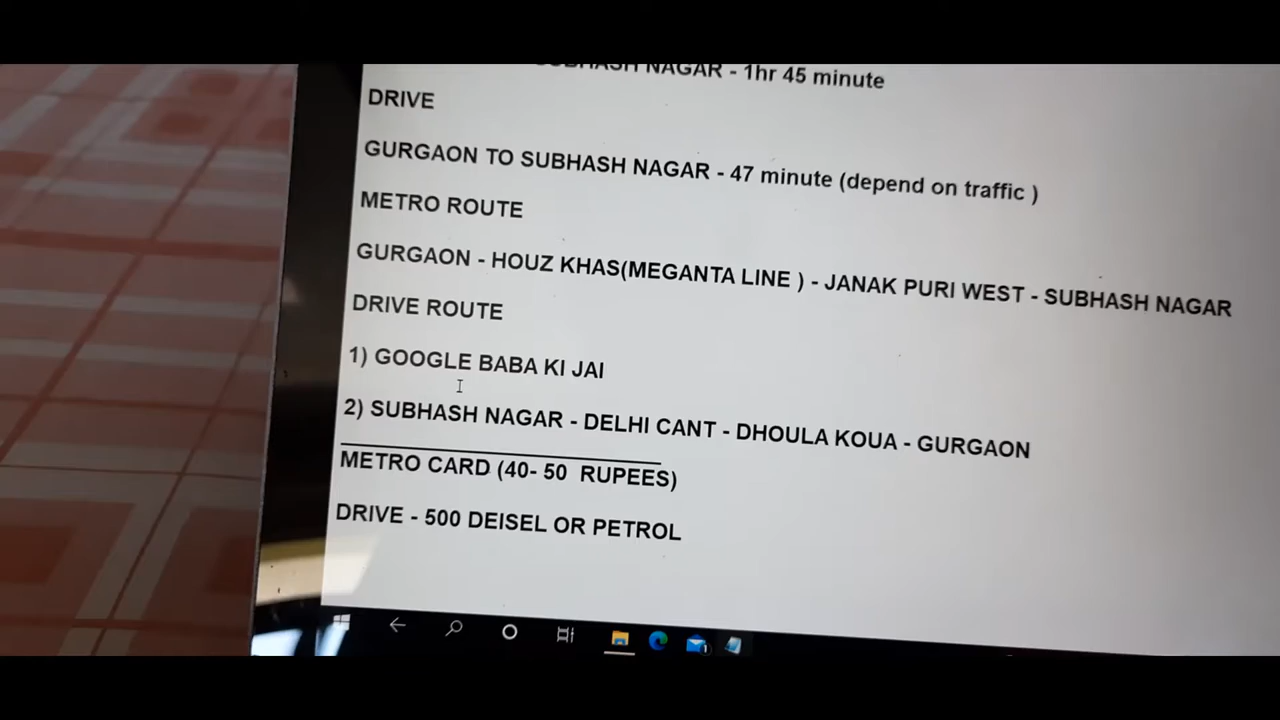 SUBHASH NAGAR - 1hr 45 minute
DRIVE
GURGAON TO SUBHASH NAGAR - 47 minute (depend on traffic )
METRO ROUTE
GURGAON - HOUZ KHAS(MEGANTA LINE ) - JANAK PURI WEST - SUBHASH NAGAR
DRIVE ROUTE
1) GOOGLE BABA KI JAI
2) SUBHASH NAGAR - DELHI CANT - DHOULA KOUA - GURGAON
METRO CARD (40- 50 RUPEES)
DRIVE - 500 DEISEL OR PETROL
1